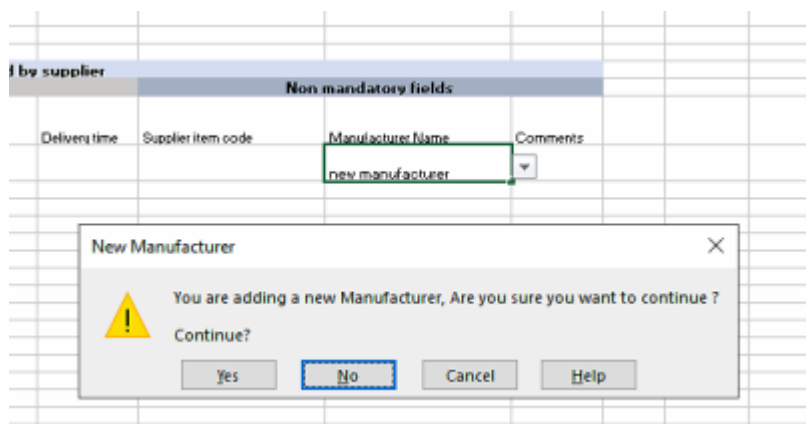 d by supplier
Non mandatory fields
Delivery time Supplier item code Manufacturer Name Comments
new manufacturer
New Manufacturer
You are adding a new Manufacturer, Are you sure you want to continue ?
Continue?
Yes No Cancel Help